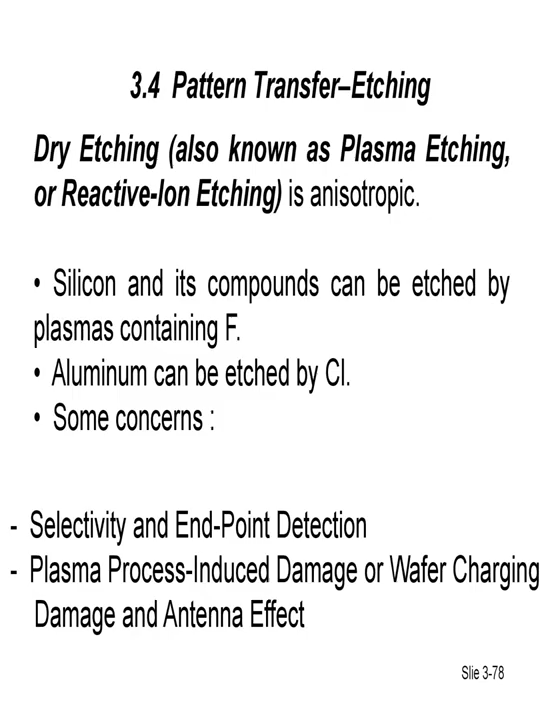 3.4 Pattern Transfer–Etching
Dry Etching (also known as Plasma Etching,
or Reactive-Ion Etching) is anisotropic.
• Silicon and its compounds can be etched by
plasmas containing F.
• Aluminum can be etched by Cl.
• Some concerns :
- Selectivity and End-Point Detection
- Plasma Process-Induced Damage or Wafer Charging
Damage and Antenna Effect
Slie 3-78